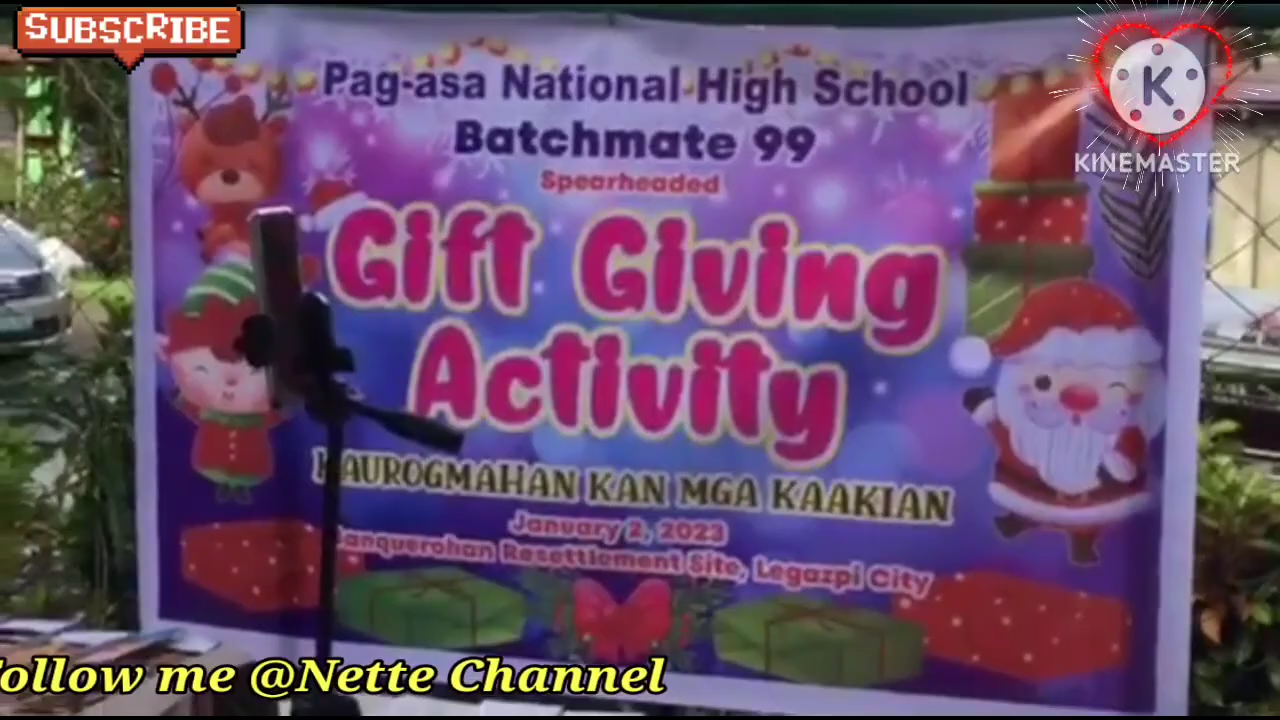 SUBSCRIBE
K
KINEMASTER
Pag-asa National High School
Batchmate 99
Spearheaded
Gift Giving
Activity
KAUROGMAHAN KAN MGA KAAKIAN
January 2, 2023
Banquerohan Resettlement Site, Legazpi City
Follow me @Nette Channel